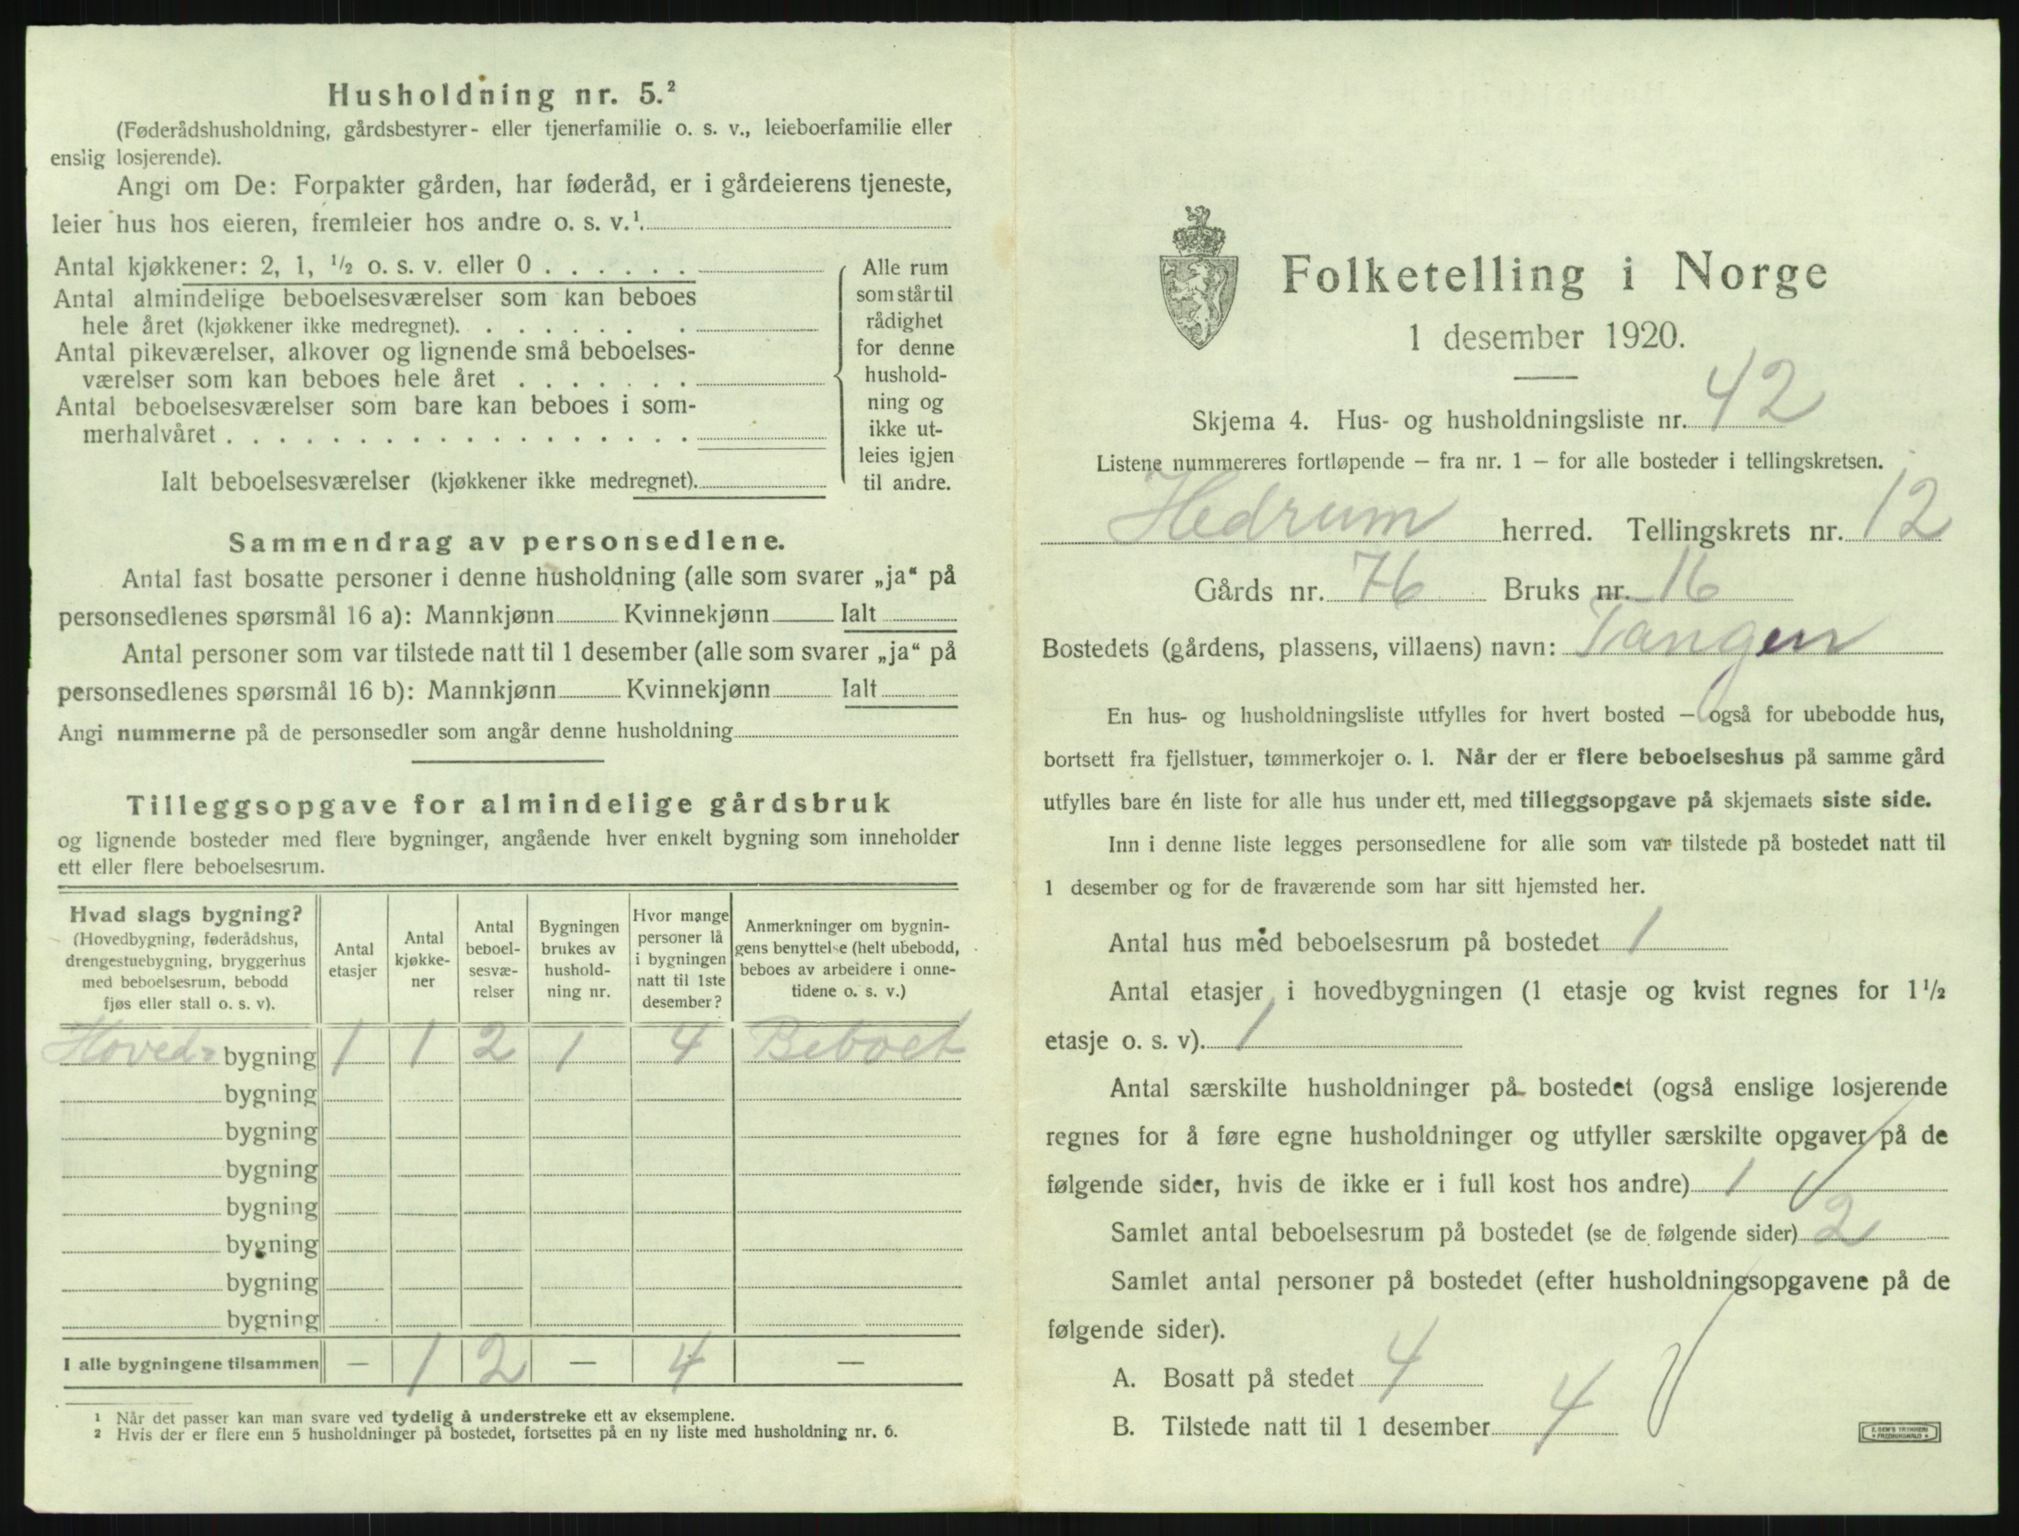 Husholdning nr. 5.²
(Føderådshusholdning, gårdsbestyrer- eller tjenerfamilie o. s. v., leieboerfamilie eller
enslig losjerende).
Angi om De: Forpakter gården, har føderåd, er i gårdeierens tjeneste,
leier hus hos eieren, fremleier hos andre o. s. v.¹
Antal kjøkkener: 2, 1, ½ o. s. v. eller 0 . . . . . .
Antal almindelige beboelsesværelser som kan beboes
hele året (kjøkkener ikke medregnet). . . . . . . .
Antal pikeværelser, alkover og lignende små beboelses-
værelser som kan beboes hele året . . . . . . .
Antal beboelsesværelser som bare kan beboes i som-
merhalvåret . . . . . . . . . . . . . . . . .
Ialt beboelsesværelser (kjøkkener ikke medregnet).
Alle rum
som står til
rådighet
for denne
hushold-
ning og
ikke ut-
leies igjen
til andre.
Sammendrag av personsedlene.
Antal fast bosatte personer i denne husholdning (alle som svarer „ja“ på
personsedlenes spørsmål 16 a): Mannkjønn Kvinnekjønn Ialt
Antal personer som var tilstede natt til 1 desember (alle som svarer „ja“ på
personsedlenes spørsmål 16 b): Mannkjønn Kvinnekjønn Ialt
Angi nummerne på de personsedler som angår denne husholdning
Tilleggsopgave for almindelige gårdsbruk
og lignende bosteder med flere bygninger, angående hver enkelt bygning som inneholder
ett eller flere beboelsesrum.
Hvad slags bygning?
(Hovedbygning, føderådshus,
drengestuebygning, bryggerhus
med beboelsesrum, bebodd
fjøs eller stall o. s. v).
Antal
etasjer
Antal
kjøkke-
ner
Antal
beboel-
sesvæ-
relser
Bygningen
brukes av
hushold-
ning nr.
Hvor mange
personer lå
i bygningen
natt til 1ste
desember?
Anmerkninger om bygnin-
gens benyttelse (helt ubebodd,
beboes av arbeidere i onne-
tidene o. s. v.)
Hoved= bygning 1 1 2 1 4 Beboet
bygning
bygning
bygning
bygning
bygning
bygning
bygning
I alle bygningene tilsammen — 1 2 — 4 —
¹ Når det passer kan man svare ved tydelig å understreke ett av eksemplene.
² Hvis der er flere enn 5 husholdninger på bostedet, fortsettes på en ny liste med husholdning nr. 6.
Folketelling i Norge
1 desember 1920.
Skjema 4. Hus- og husholdningsliste nr. 42
Listene nummereres fortløpende – fra nr. 1 – for alle bosteder i tellingskretsen.
Hedrum herred. Tellingskrets nr. 12
Gårds nr. 76 Bruks nr. 16
Bostedets (gårdens, plassens, villaens) navn: Tangen
En hus- og husholdningsliste utfylles for hvert bosted – også for ubebodde hus,
bortsett fra fjellstuer, tømmerkojer o. l. Når der er flere beboelseshus på samme gård
utfylles bare én liste for alle hus under ett, med tilleggsopgave på skjemaets siste side.
Inn i denne liste legges personsedlene for alle som var tilstede på bostedet natt til
1 desember og for de fraværende som har sitt hjemsted her.
Antal hus med beboelsesrum på bostedet 1
Antal etasjer i hovedbygningen (1 etasje og kvist regnes for 1½
etasje o. s. v). 1
Antal særskilte husholdninger på bostedet (også enslige losjerende
regnes for å føre egne husholdninger og utfyller særskilte opgaver på de
følgende sider, hvis de ikke er i full kost hos andre) 1
Samlet antal beboelsesrum på bostedet (se de følgende sider) 2
Samlet antal personer på bostedet (efter husholdningsopgavene på de
følgende sider).
A. Bosatt på stedet 4
B. Tilstede natt til 1 desember 4